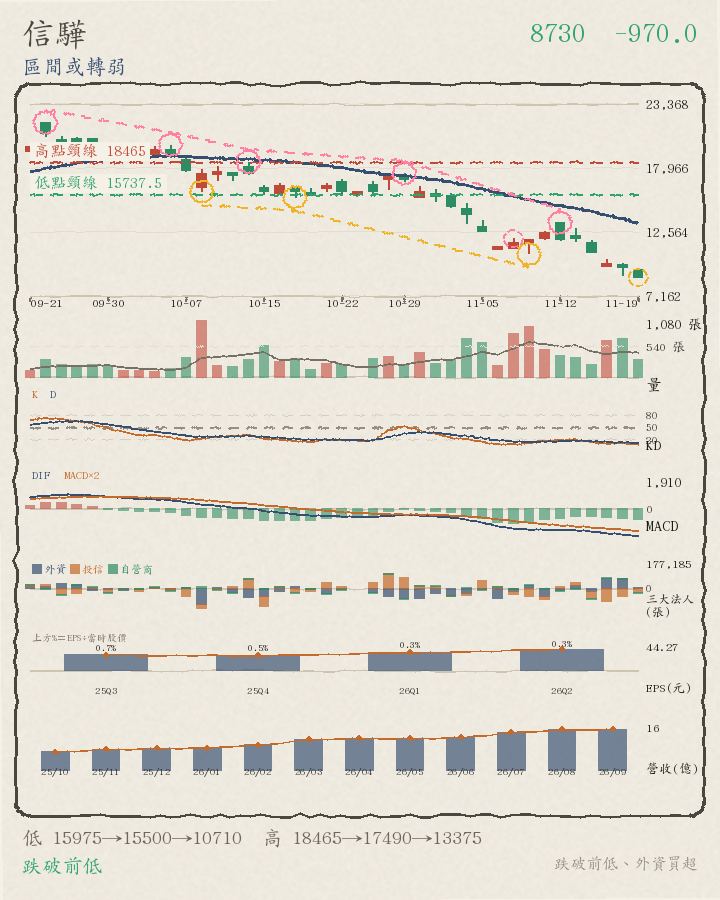 信驊 8730 -970.0
區間或轉弱
23,368
高點頸線 18465
17,966
低點頸線 15737.5
12,564
7,162
09-21 09-30 10-07 10-15 10-22 10-29 11-05 11-12 11-19
1,080 張
540 張
量
K D
80
50
20
KD
DIF MACD×2
1,910
0
MACD
外資 投信 自營商
177,185
0
三大法人
(張)
上方%=EPS÷當時股價
0.7% 0.5% 0.3% 0.3%
44.27
25Q3 25Q4 26Q1 26Q2
EPS(元)
16
25/10 25/11 25/12 26/01 26/02 26/03 26/04 26/05 26/06 26/07 26/08 26/09
營收(億)
低 15975→15500→10710 高 18465→17490→13375
跌破前低
跌破前低、外資買超